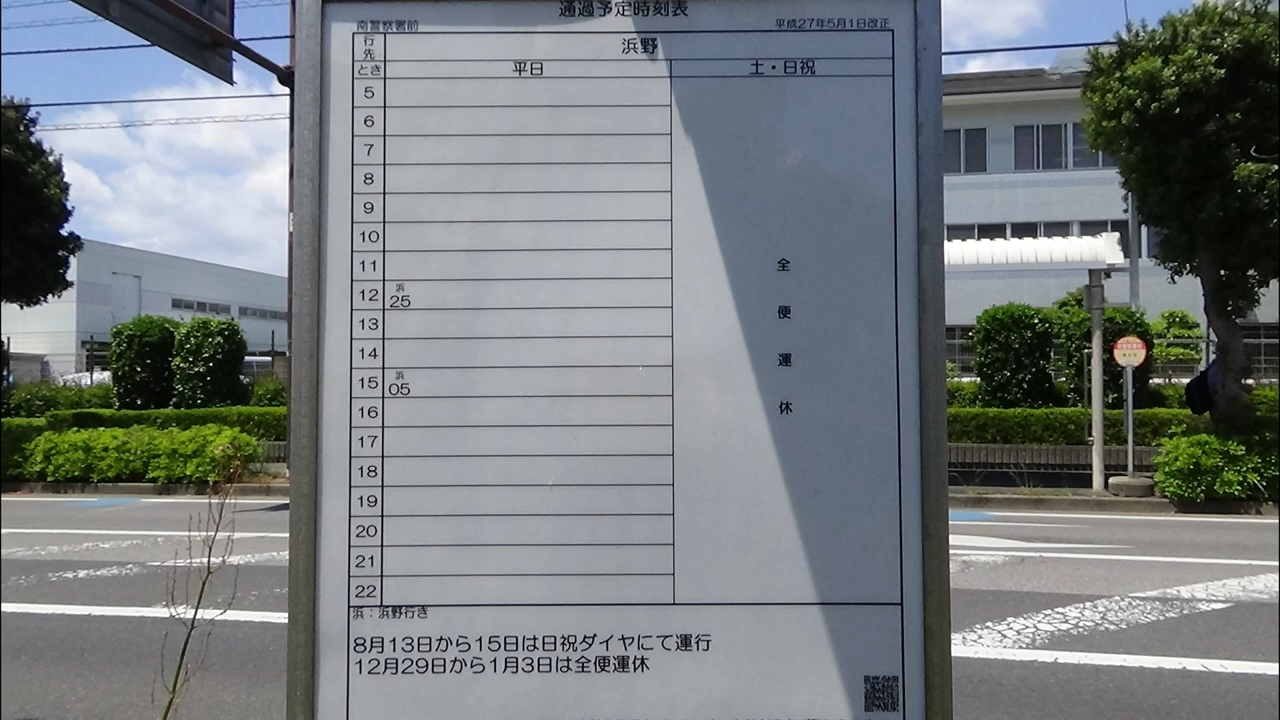 通過予定時刻表
南警察署前
平成27年5月1日改正
行先
浜野
とき
平日
土・日祝
5
6
7
8
9
10
11
12 浜25
13
14
15 浜05
16
17
18
19
20
21
22
全便運休
浜：浜野行き
8月13日から15日は日祝ダイヤにて運行
12月29日から1月3日は全便運休